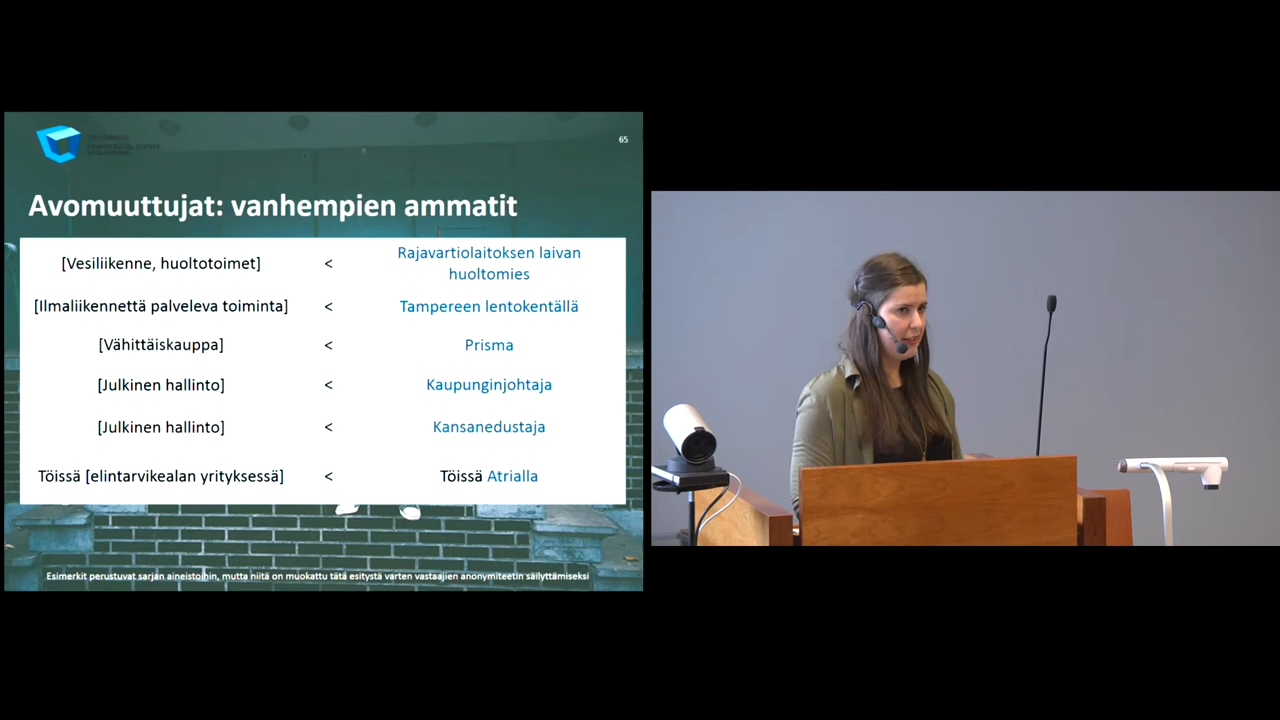 65
Avomuuttujat: vanhempien ammatit
[Vesiliikenne, huoltotoimet] < Rajavartiolaitoksen laivan
huoltomies
[Ilmaliikennettä palveleva toiminta] < Tampereen lentokentällä
[Vähittäiskauppa] < Prisma
[Julkinen hallinto] < Kaupunginjohtaja
[Julkinen hallinto] < Kansanedustaja
Töissä [elintarvikealan yrityksessä] < Töissä Atrialla
Esimerkit perustuvat sarjan aineistoihin, mutta niitä on muokattu tätä esitystä varten vastaajien anonymiteetin säilyttämiseksi